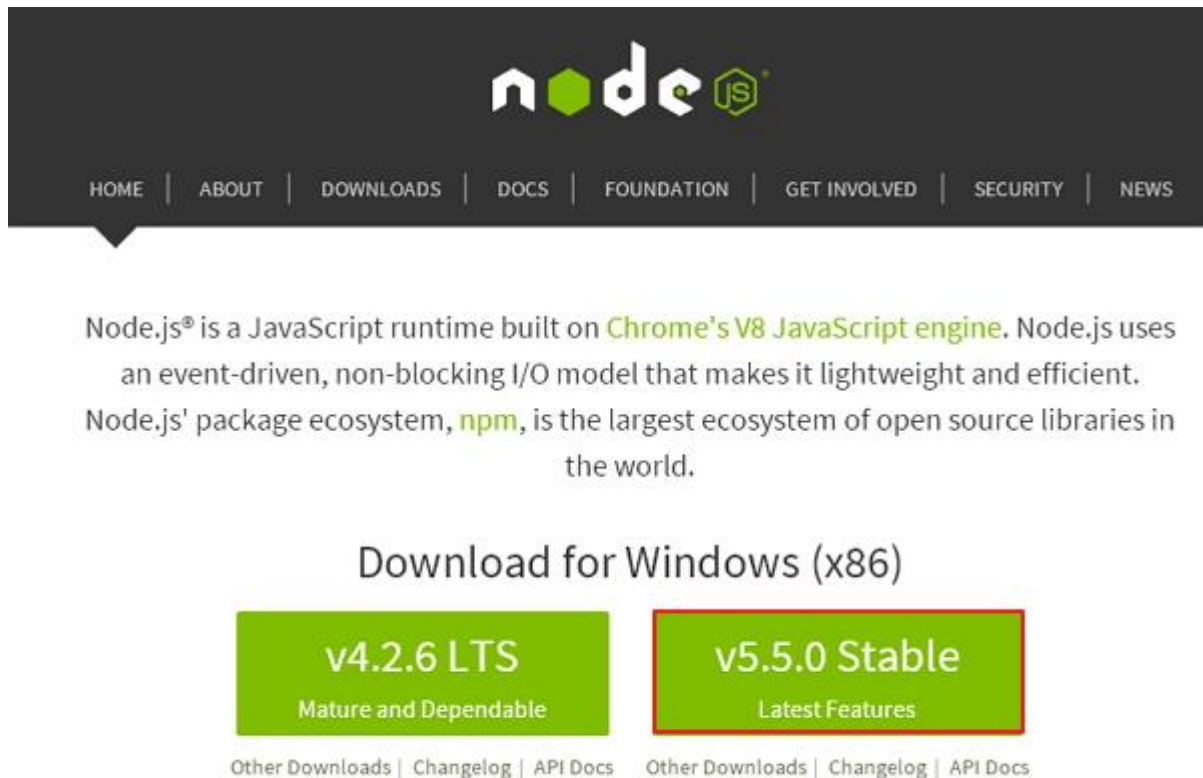 node JS
HOME | ABOUT | DOWNLOADS | DOCS | FOUNDATION | GET INVOLVED | SECURITY | NEWS
Node.js® is a JavaScript runtime built on Chrome's V8 JavaScript engine. Node.js uses
an event-driven, non-blocking I/O model that makes it lightweight and efficient.
Node.js' package ecosystem, npm, is the largest ecosystem of open source libraries in
the world.
Download for Windows (x86)
v4.2.6 LTS
Mature and Dependable
Other Downloads | Changelog | API Docs
v5.5.0 Stable
Latest Features
Other Downloads | Changelog | API Docs